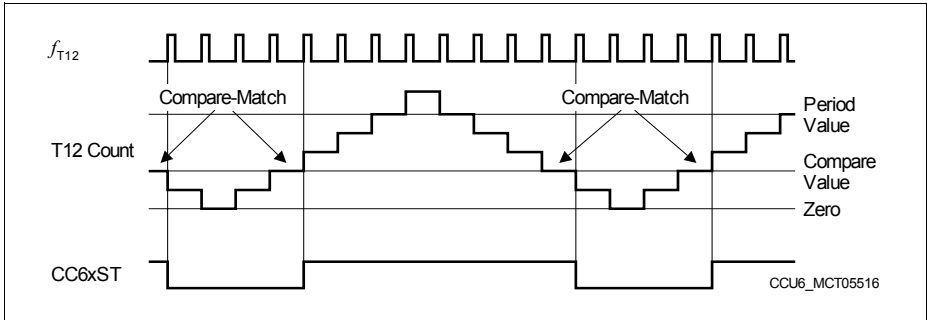 fT12
Compare-Match
Compare-Match
Period
Value
T12 Count
Compare
Value
Zero
CC6xST
CCU6_MCT05516